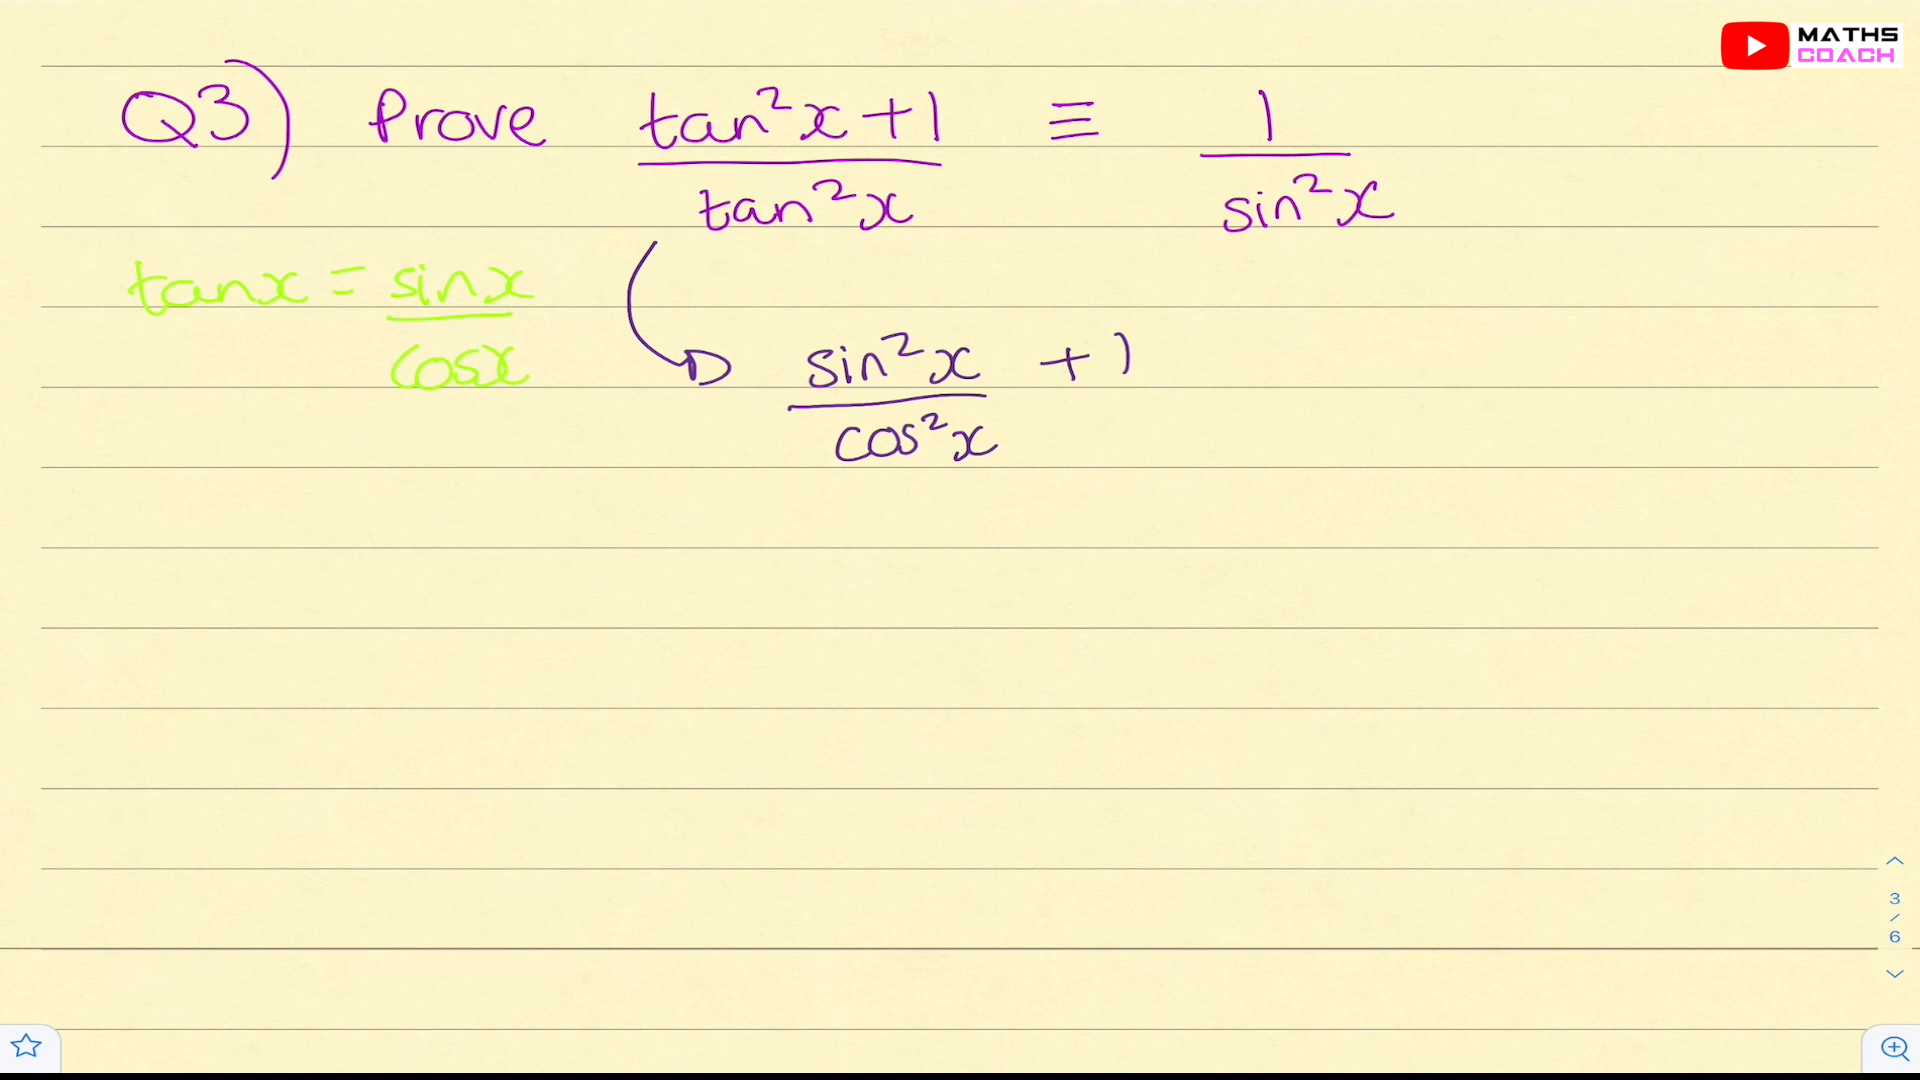 MATHS
COACH
Q3) Prove tan²x+1 ≡ 1
tan²x sin²x
tanx = sinx
cosx
sin²x +1
cos²x
3
/
6